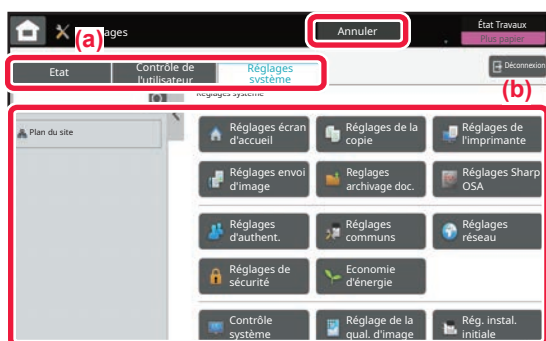 (a)
ages
Annuler
État Travaux
Plus papier
Etat
Contrôle de
l'utilisateur
Réglages
système
Déconnexion
(b)
Réglages système
Plan du site
Réglages écran
d'accueil
Réglages de la
copie
Réglages de
l'imprimante
Réglages envoi
d'image
Reglages
archivage doc.
Réglages Sharp
OSA
Réglages
d'authent.
Réglages
communs
Réglages
réseau
Réglages de
sécurité
Economie
d'énergie
Contrôle
système
Réglage de la
qual. d'image
Rég. instal.
initiale